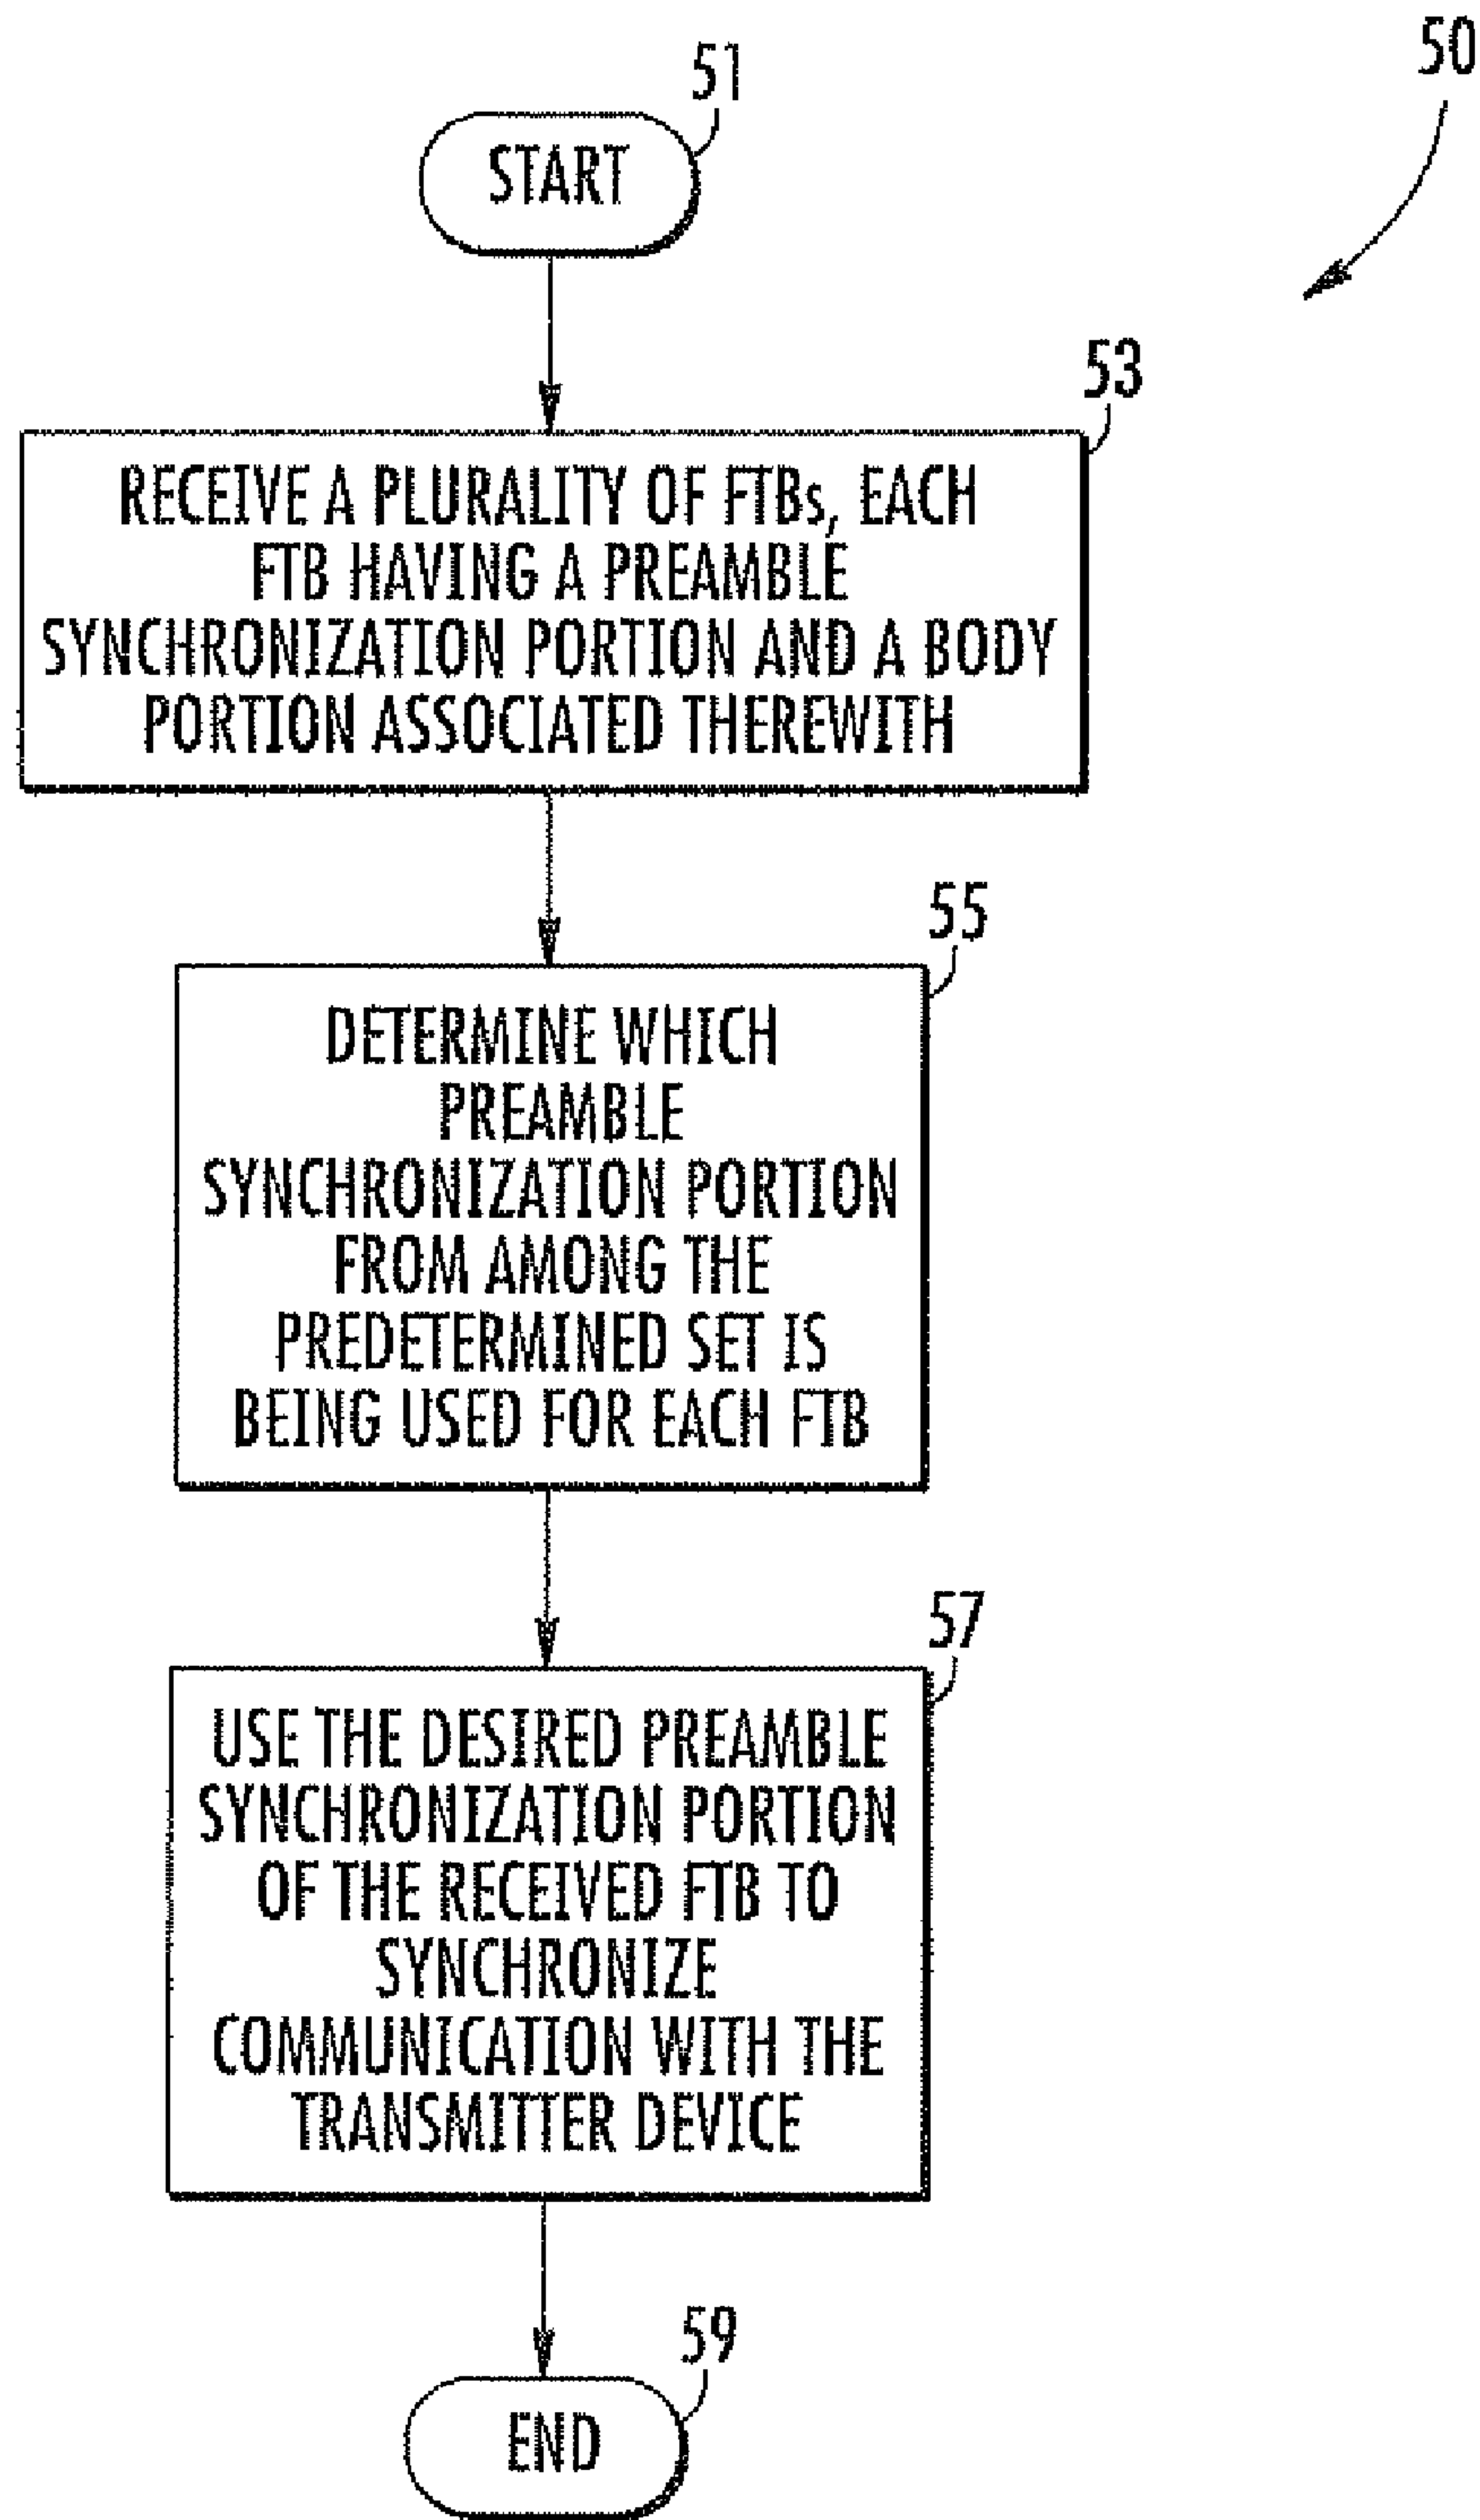 50
51
START
53
RECEIVE A PLURALITY OF FTBs, EACH
FTB HAVING A PREAMBLE
SYNCHRONIZATION PORTION AND A BODY
PORTION ASSOCIATED THEREWITH
55
DETERMINE WHICH
PREAMBLE
SYNCHRONIZATION PORTION
FROM AMONG THE
PREDETERMINED SET IS
BEING USED FOR EACH FTB
57
USE THE DESIRED PREAMBLE
SYNCHRONIZATION PORTION
OF THE RECEIVED FTB TO
SYNCHRONIZE
COMMUNICATION WITH THE
TRANSMITTER DEVICE
59
END